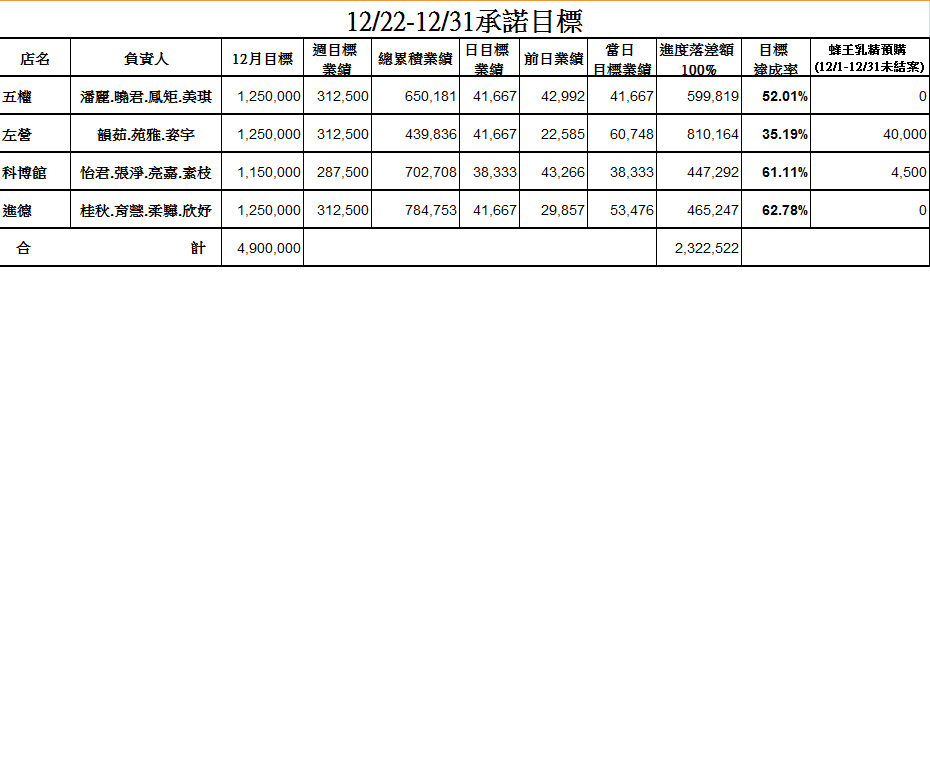 12/22-12/31承諾目標
店名 負責人 12月目標 週目標業績 總累積業績 日目標業績 前日業績 當日目標業績 進度落差額100% 目標達成率 蜂王乳精預購(12/1-12/31未結案)
五權 潘麗.曉君.鳳矩.美琪 1,250,000 312,500 650,181 41,667 42,992 41,667 599,819 52.01% 0
左營 韻茹.苑雅.姿宇 1,250,000 312,500 439,836 41,667 22,585 60,748 810,164 35.19% 40,000
科博館 怡君.張淨.亮嘉.素枝 1,150,000 287,500 702,708 38,333 43,266 38,333 447,292 61.11% 4,500
進德 桂秋.育慧.柔驊.欣妤 1,250,000 312,500 784,753 41,667 29,857 53,476 465,247 62.78% 0
合計 4,900,000 2,322,522